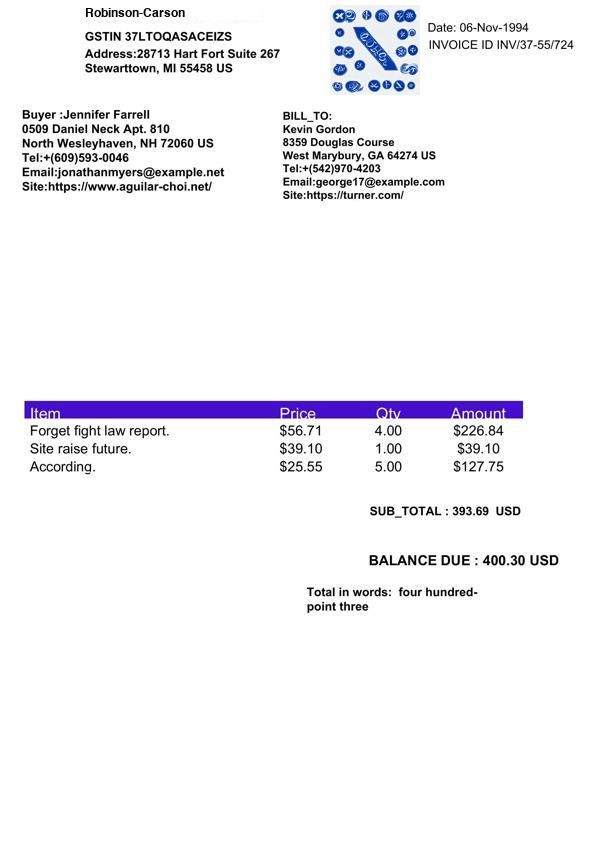 Robinson-Carson
GSTIN 37LTOQASACEIZS
Address:28713 Hart Fort Suite 267
Stewarttown, MI 55458 US
Date: 06-Nov-1994
INVOICE ID INV/37-55/724
Buyer :Jennifer Farrell
0509 Daniel Neck Apt. 810
North Wesleyhaven, NH 72060 US
Tel:+(609)593-0046
Email:jonathanmyers@example.net
Site:https://www.aguilar-choi.net/
BILL_TO:
Kevin Gordon
8359 Douglas Course
West Marybury, GA 64274 US
Tel:+(542)970-4203
Email:george17@example.com
Site:https://turner.com/
Item Price Qty Amount
Forget fight law report. $56.71 4.00 $226.84
Site raise future. $39.10 1.00 $39.10
According. $25.55 5.00 $127.75
SUB_TOTAL : 393.69 USD
BALANCE DUE : 400.30 USD
Total in words: four hundred-
point three